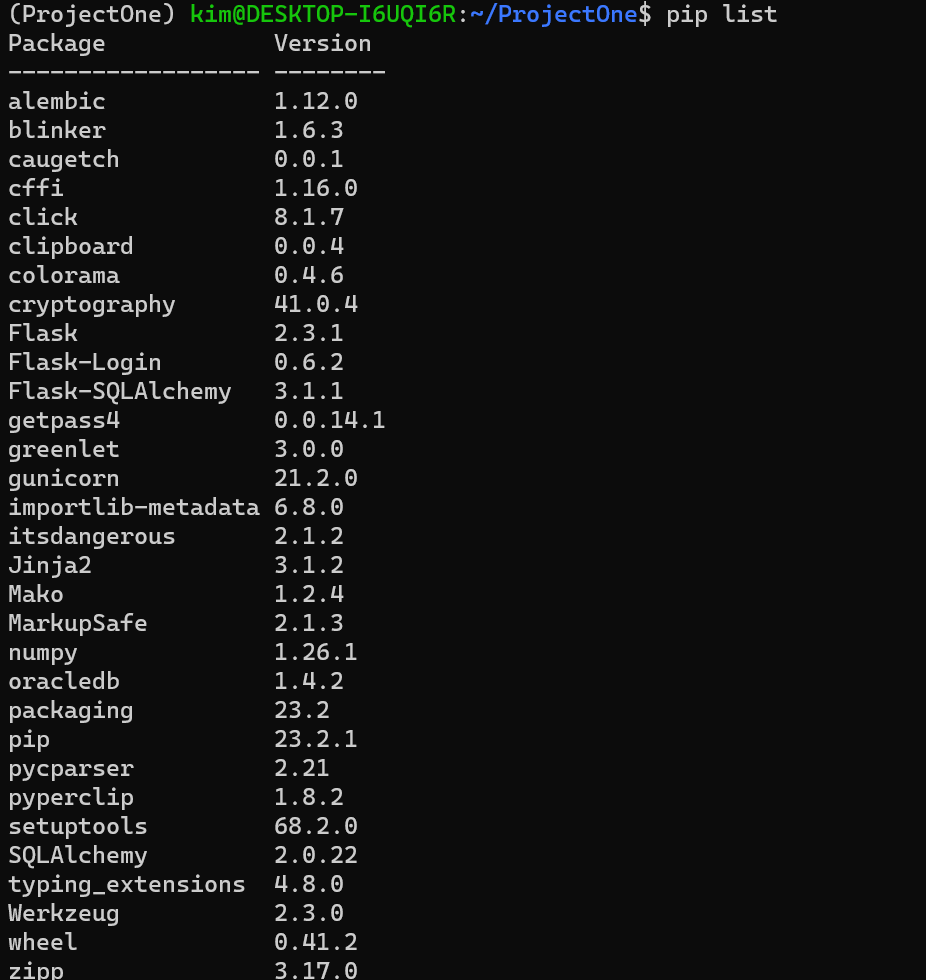 (ProjectOne) kim@DESKTOP-I6UQI6R:~/ProjectOne$ pip list
Package            Version
------------------ --------
alembic            1.12.0
blinker            1.6.3
caugetch           0.0.1
cffi               1.16.0
click              8.1.7
clipboard          0.0.4
colorama           0.4.6
cryptography       41.0.4
Flask              2.3.1
Flask-Login        0.6.2
Flask-SQLAlchemy   3.1.1
getpass4           0.0.14.1
greenlet           3.0.0
gunicorn           21.2.0
importlib-metadata 6.8.0
itsdangerous       2.1.2
Jinja2             3.1.2
Mako               1.2.4
MarkupSafe         2.1.3
numpy              1.26.1
oracledb           1.4.2
packaging          23.2
pip                23.2.1
pycparser          2.21
pyperclip          1.8.2
setuptools         68.2.0
SQLAlchemy         2.0.22
typing_extensions  4.8.0
Werkzeug           2.3.0
wheel              0.41.2
zipp               3.17.0